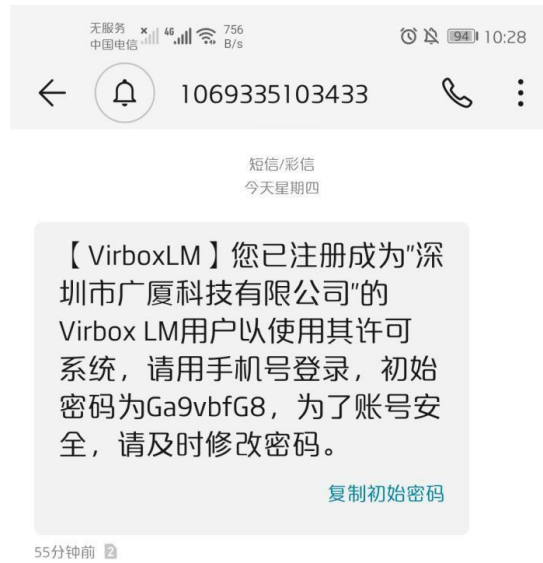 无服务 4G 756
中国电信 B/s
94 10:28
1069335103433
短信/彩信
今天星期四
【VirboxLM】您已注册成为"深
圳市广厦科技有限公司"的
Virbox LM用户以使用其许可
系统，请用手机号登录，初始
密码为Ga9vbfG8，为了账号安
全，请及时修改密码。
复制初始密码
55分钟前 2